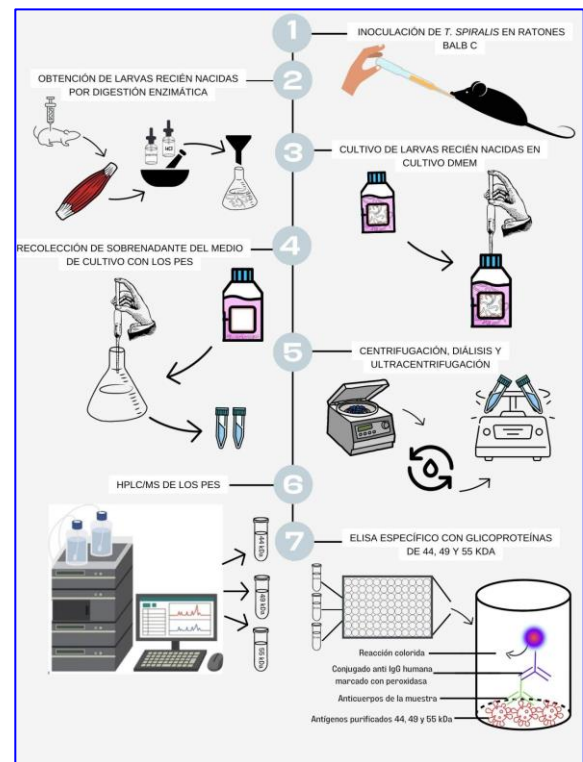 1
INOCULACIÓN DE T. SPIRALIS EN RATONES
BALB C
OBTENCIÓN DE LARVAS RECIÉN NACIDAS
POR DIGESTIÓN ENZIMÁTICA
2
HCl
3
CULTIVO DE LARVAS RECIÉN NACIDAS EN
CULTIVO DMEM
RECOLECCIÓN DE SOBRENADANTE DEL MEDIO
DE CULTIVO CON LOS PES
4
5
CENTRIFUGACIÓN, DIÁLISIS Y
ULTRACENTRIFUGACIÓN
HPLC/MS DE LOS PES
6
44 kDa
49 kDa
55 kDa
7
ELISA ESPECÍFICO CON GLICOPROTEÍNAS
DE 44, 49 Y 55 KDA
Reacción colorida
Conjugado anti IgG humana
marcado con peroxidasa
Anticuerpos de la muestra
Antígenos purificados 44, 49 y 55 kDa